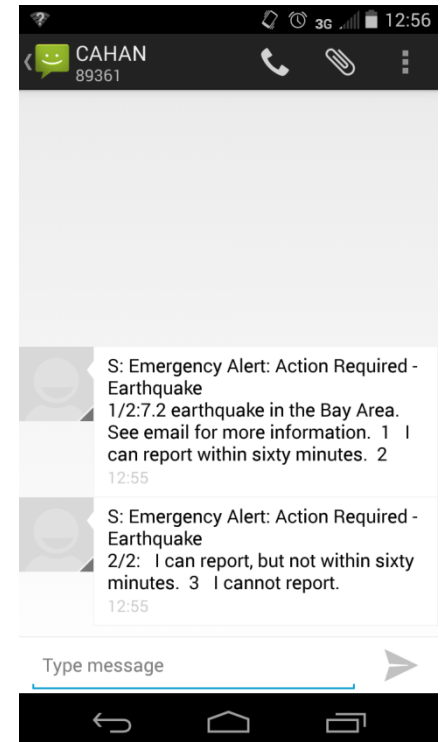 3G 12:56
CAHAN
89361
S: Emergency Alert: Action Required -
Earthquake
1/2:7.2 earthquake in the Bay Area.
See email for more information.  1   I
can report within sixty minutes.  2
12:55
S: Emergency Alert: Action Required -
Earthquake
2/2:   I can report, but not within sixty
minutes.  3   I cannot report.
12:55
Type message